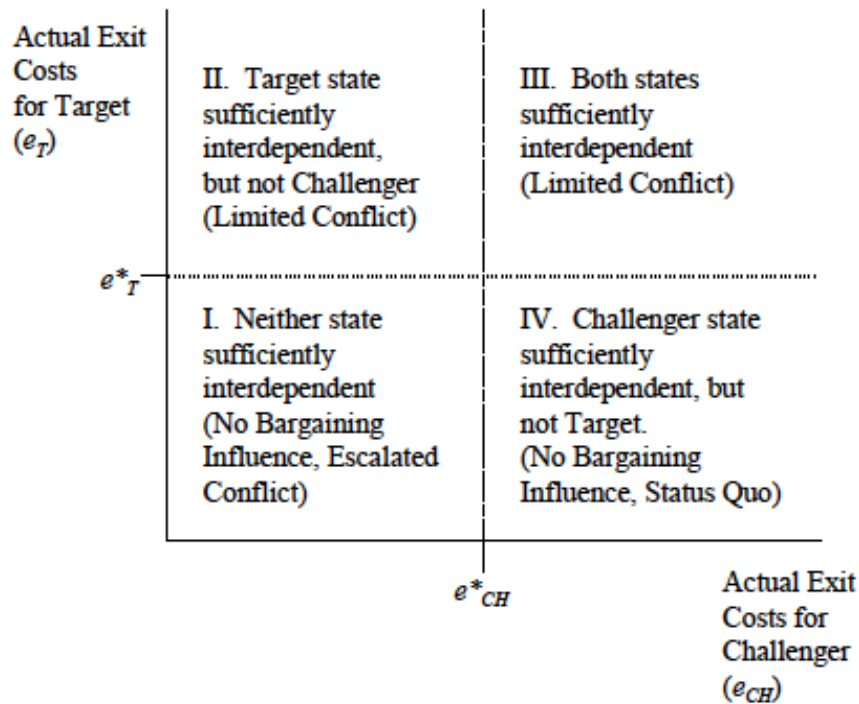 Actual Exit
Costs
for Target
(e_T)
II. Target state
sufficiently
interdependent,
but not Challenger
(Limited Conflict)
III. Both states
sufficiently
interdependent
(Limited Conflict)
e*_T
I. Neither state
sufficiently
interdependent
(No Bargaining
Influence, Escalated
Conflict)
IV. Challenger state
sufficiently
interdependent, but
not Target.
(No Bargaining
Influence, Status Quo)
e*_CH
Actual Exit
Costs for
Challenger
(e_CH)